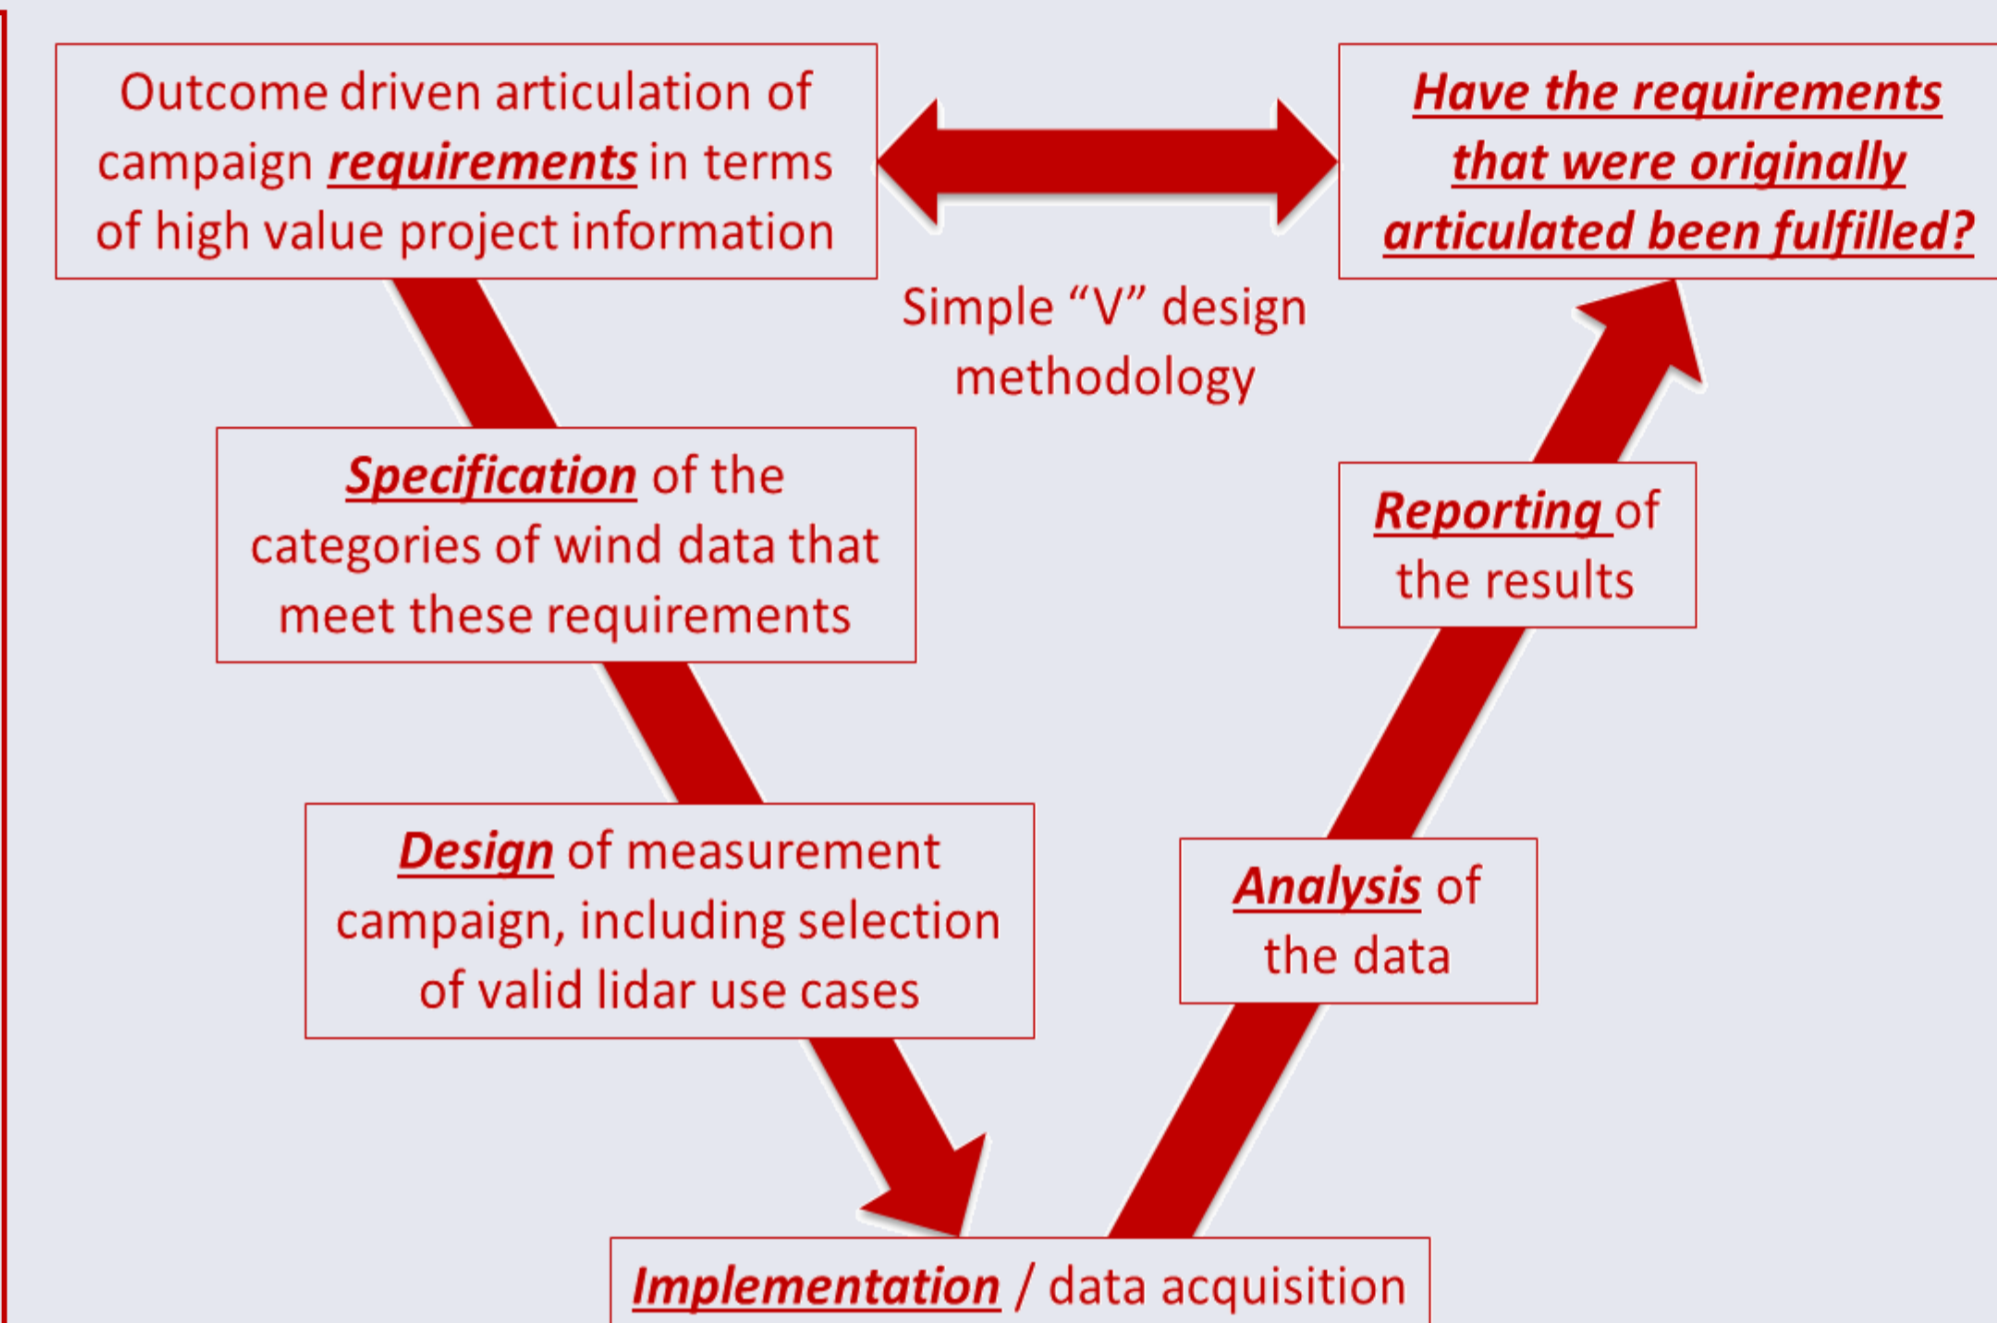 Outcome driven articulation of
campaign requirements in terms
of high value project information
Have the requirements
that were originally
articulated been fulfilled?
Simple “V” design
methodology
Specification of the
categories of wind data that
meet these requirements
Reporting of
the results
Design of measurement
campaign, including selection
of valid lidar use cases
Analysis of
the data
Implementation / data acquisition